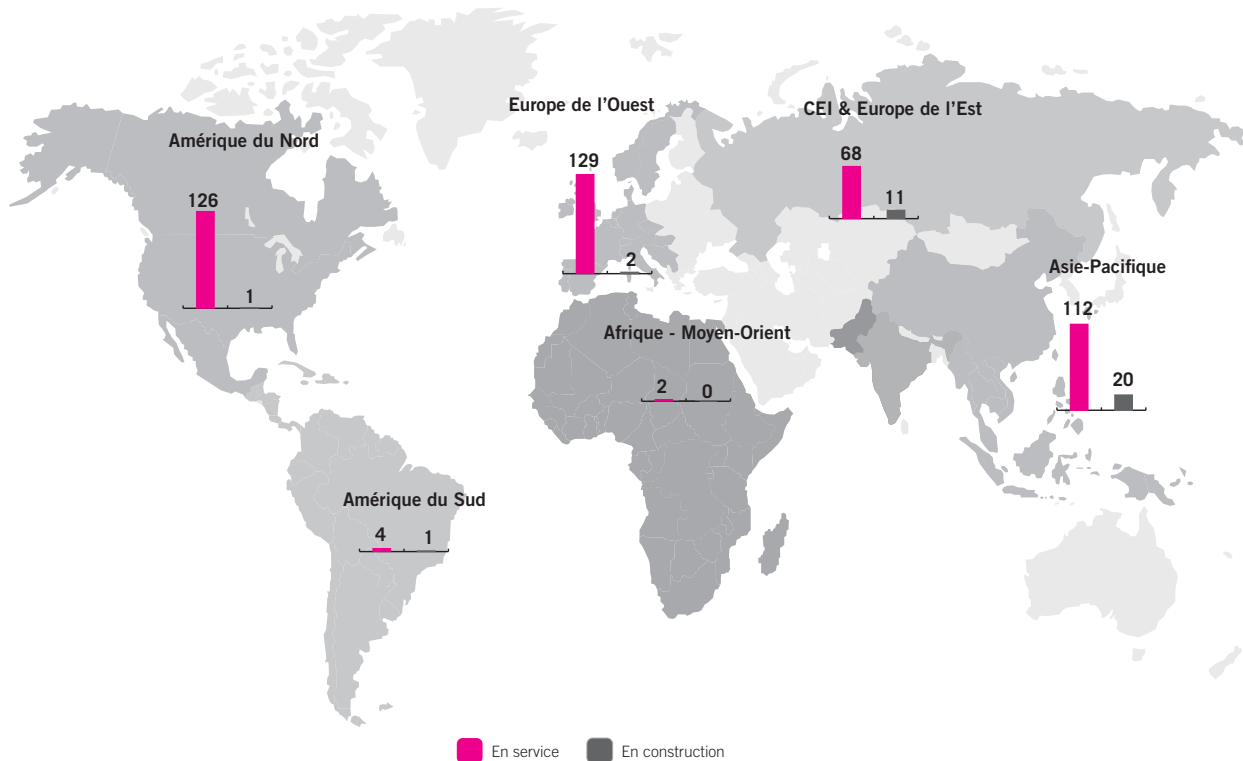 Europe de l'Ouest
129
2
CEI & Europe de l'Est
68
11
Amérique du Nord
126
1
Asie-Pacifique
112
20
Afrique - Moyen-Orient
2
0
Amérique du Sud
4
1
En service
En construction